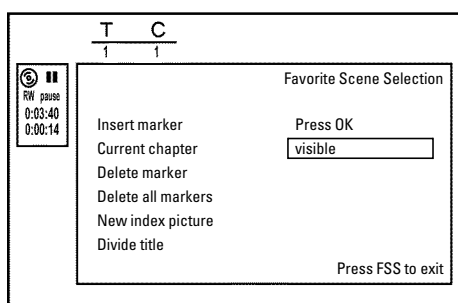 T C
1 1
RW pause
0:03:40
0:00:14
Favorite Scene Selection
Insert marker Press OK
Current chapter visible
Delete marker
Delete all markers
New index picture
Divide title
Press FSS to exit